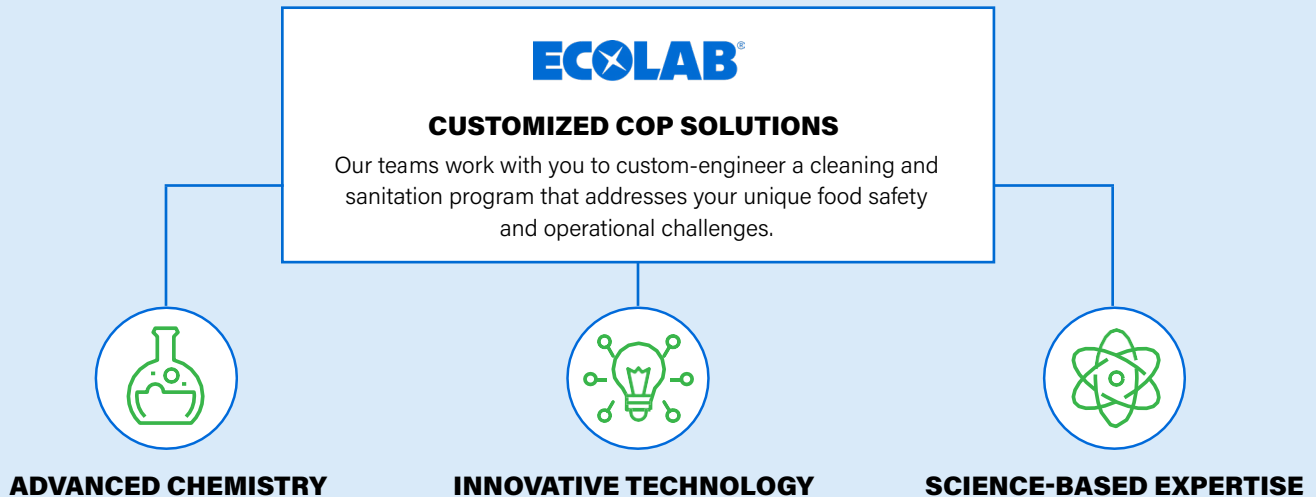 ECOLAB®
CUSTOMIZED COP SOLUTIONS
Our teams work with you to custom-engineer a cleaning and
sanitation program that addresses your unique food safety
and operational challenges.
ADVANCED CHEMISTRY
INNOVATIVE TECHNOLOGY
SCIENCE-BASED EXPERTISE